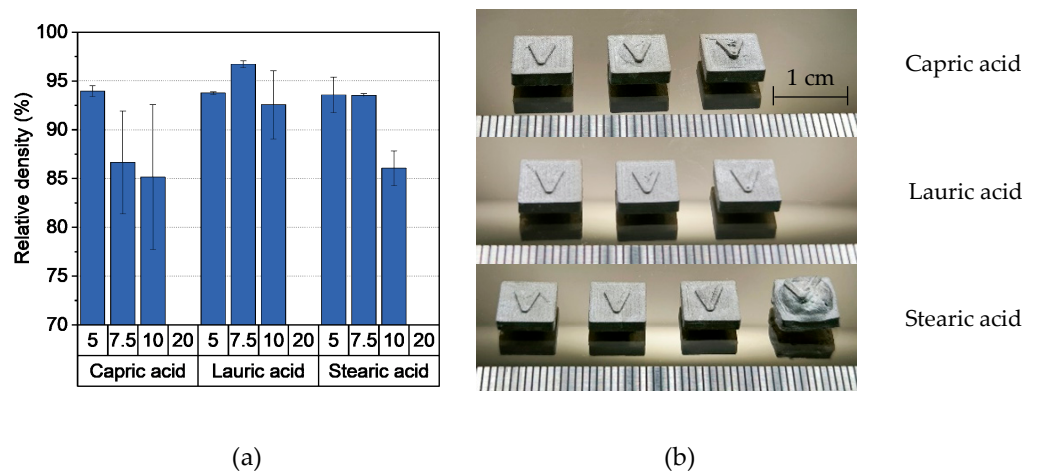 100
95
90
85
80
75
70
Relative density (%)
5 7.5 10 20 5 7.5 10 20 5 7.5 10 20
Capric acid Lauric acid Stearic acid
(a)
1 cm
Capric acid
Lauric acid
Stearic acid
(b)